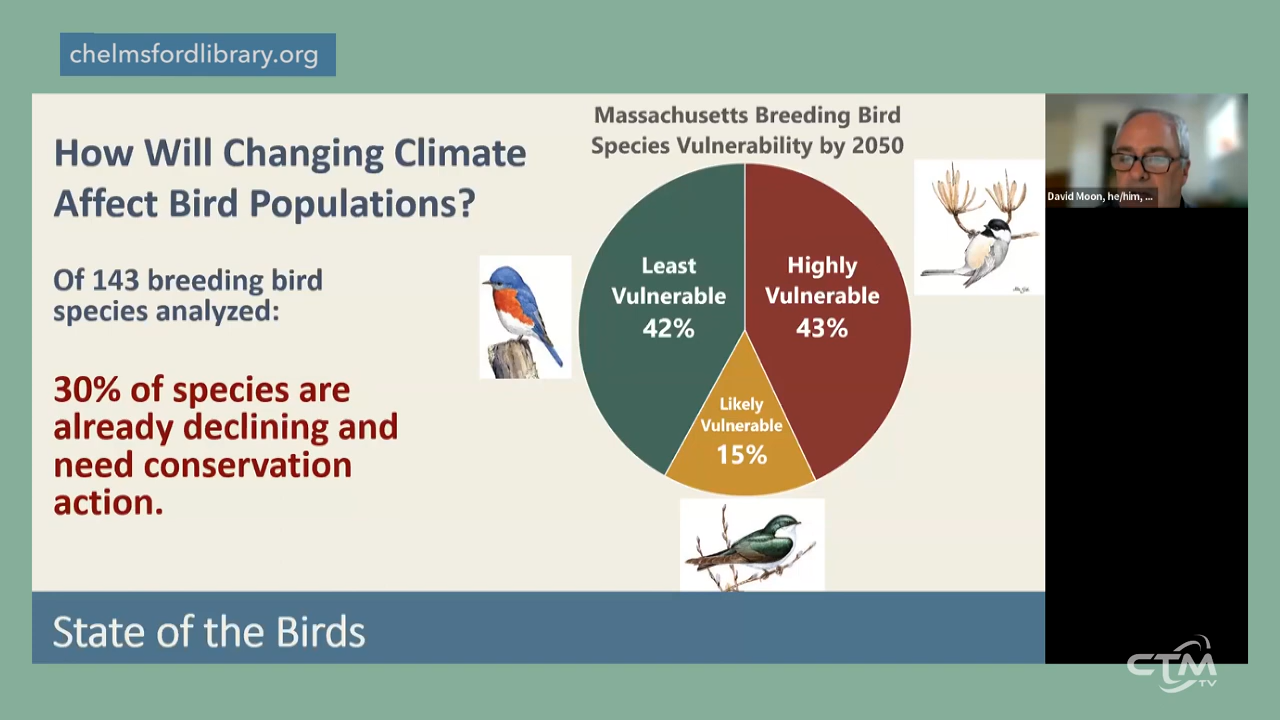 chelmsfordlibrary.org
How Will Changing Climate
Affect Bird Populations?
Of 143 breeding bird
species analyzed:
30% of species are
already declining and
need conservation
action.
Massachusetts Breeding Bird
Species Vulnerability by 2050
Least
Vulnerable
42%
Highly
Vulnerable
43%
Likely
Vulnerable
15%
David Moon, he/him, ...
State of the Birds
CTM
TV